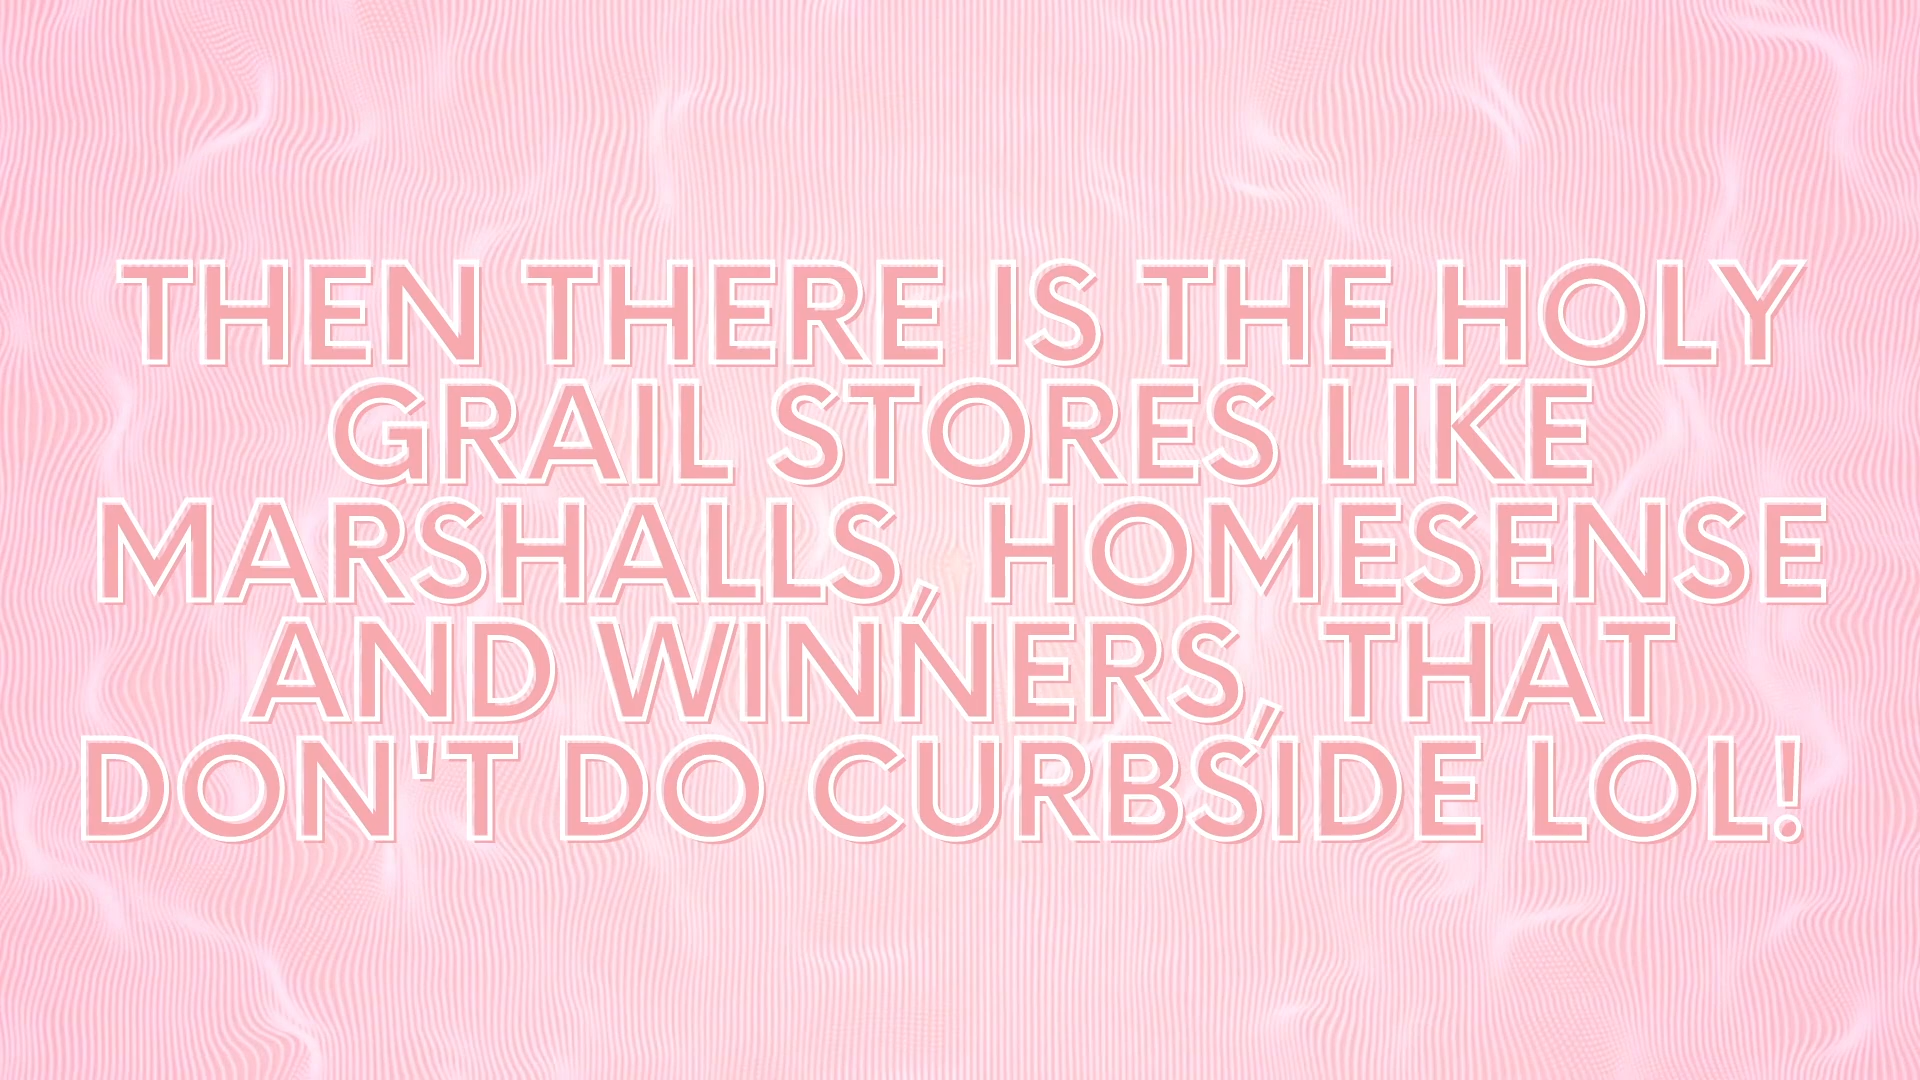 THEN THERE IS THE HOLY
GRAIL STORES LIKE
MARSHALLS, HOMESENSE
AND WINNERS, THAT
DON'T DO CURBSIDE LOL!